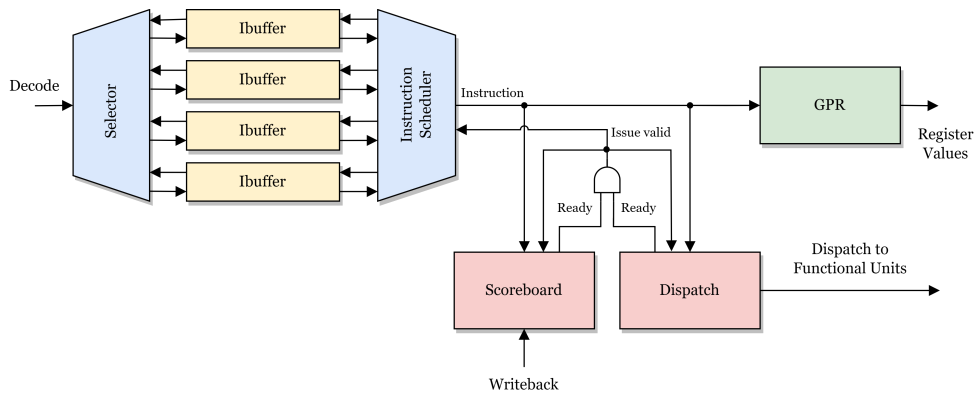 Decode
Selector
Ibuffer
Ibuffer
Ibuffer
Ibuffer
Instruction
Scheduler
Instruction
Issue valid
Ready
Ready
GPR
Register
Values
Scoreboard
Dispatch
Dispatch to
Functional Units
Writeback